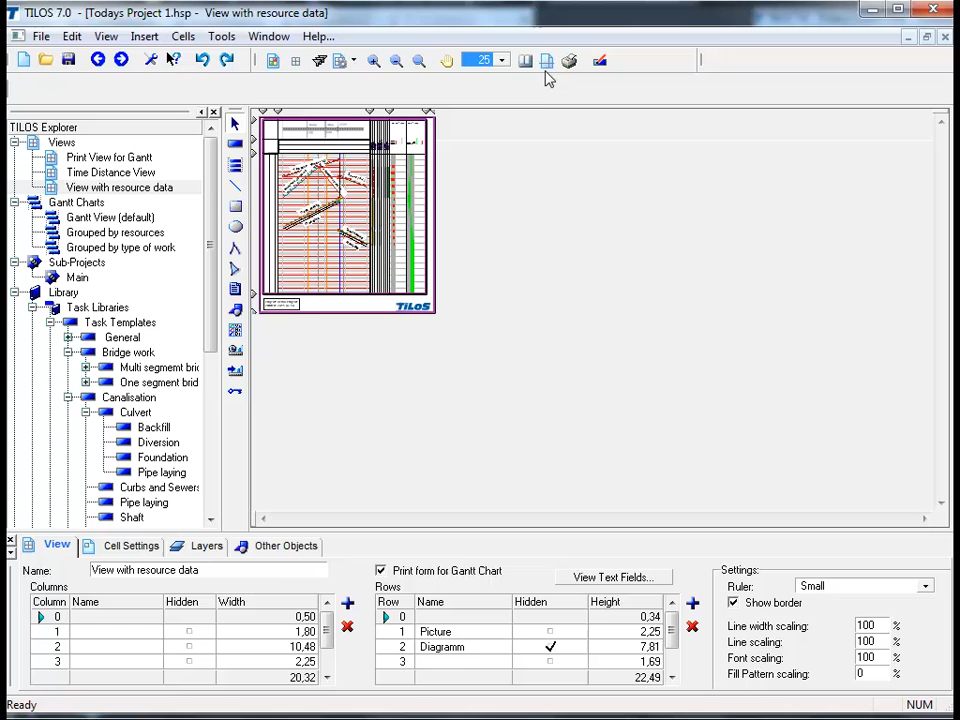 TILOS 7.0 - [Todays Project 1.hsp - View with resource data]
File Edit View Insert Cells Tools Window Help...
25
TILOS Explorer
Views
Print View for Gantt
Time Distance View
View with resource data
Gantt Charts
Gantt View (default)
Grouped by resources
Grouped by type of work
Sub-Projects
Main
Library
Task Libraries
Task Templates
General
Bridge work
Multi segmemt bri
One segment brid
Canalisation
Culvert
Backfill
Diversion
Foundation
Pipe laying
Curbs and Sewers
Pipe laying
Shaft
TILOS
View Cell Settings Layers Other Objects
Name: View with resource data
Columns
Column Name Hidden Width
0 0,50
1 1,80
2 10,48
3 2,25
20,32
Print form for Gantt Chart View Text Fields...
Rows
Row Name Hidden Height
0 0,34
1 Picture 2,25
2 Diagramm 7,81
3 1,69
22,49
Settings:
Ruler: Small
Show border
Line width scaling: 100 %
Line scaling: 100 %
Font scaling: 100 %
Fill Pattern scaling: 0 %
Ready NUM